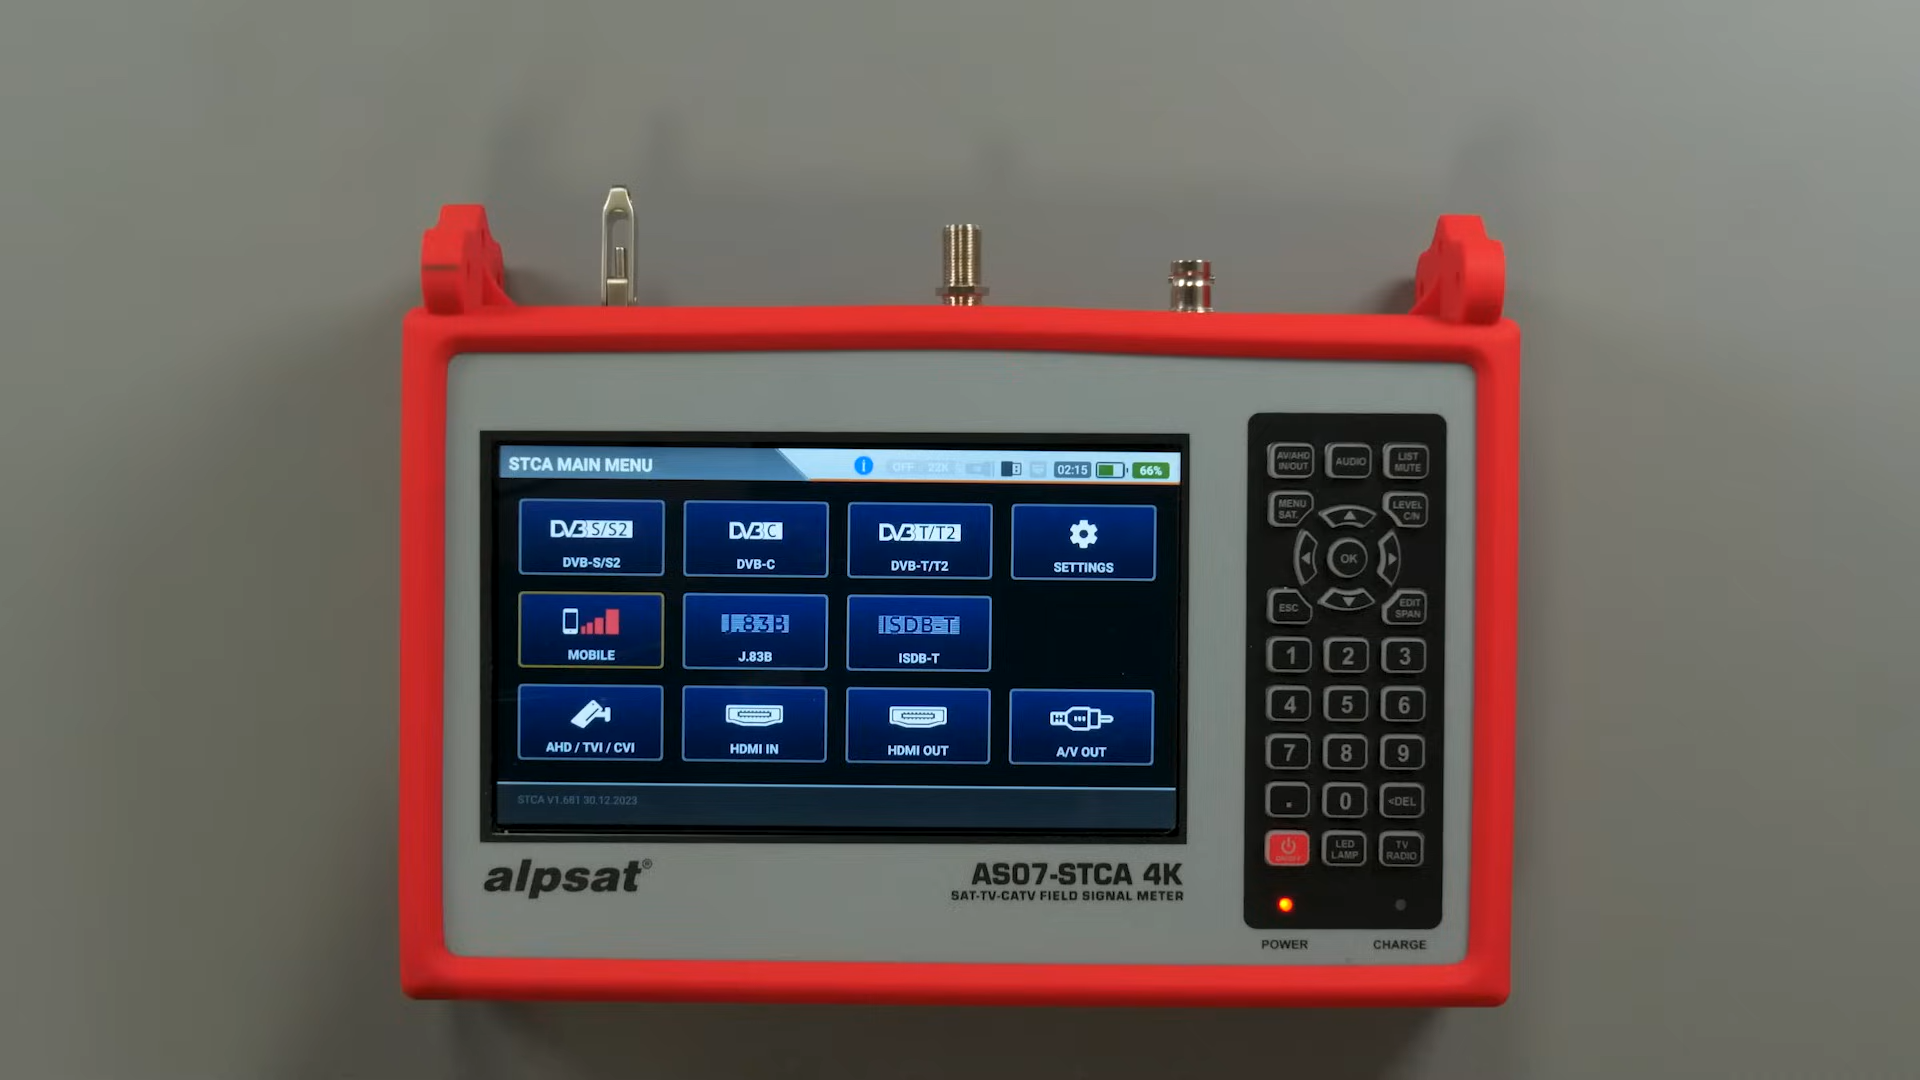 STCA MAIN MENU
i OFF 22K 02:15 66%
DVB S/S2 DVB C DVB T/T2
DVB-S/S2 DVB-C DVB-T/T2 SETTINGS
J.83B ISDB-T
MOBILE J.83B ISDB-T
AHD / TVI / CVI HDMI IN HDMI OUT A/V OUT
STCA V1.681 30.12.2023
alpsat®
AS07-STCA 4K
SAT-TV-CATV FIELD SIGNAL METER
AV/AHD IN/OUT AUDIO LIST MUTE
MENU SAT. LEVEL C/N
OK
ESC EDIT SPAN
1 2 3
4 5 6
7 8 9
. 0 <DEL
ON/OFF LED LAMP TV RADIO
POWER CHARGE